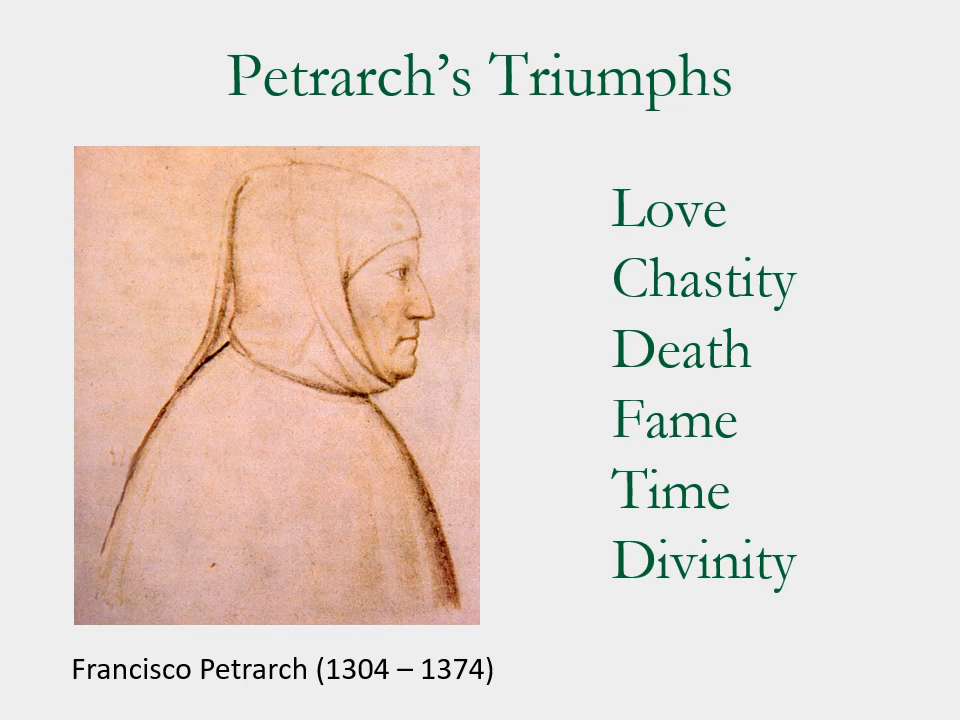 Petrarch’s Triumphs
Love
Chastity
Death
Fame
Time
Divinity
Francisco Petrarch (1304 – 1374)